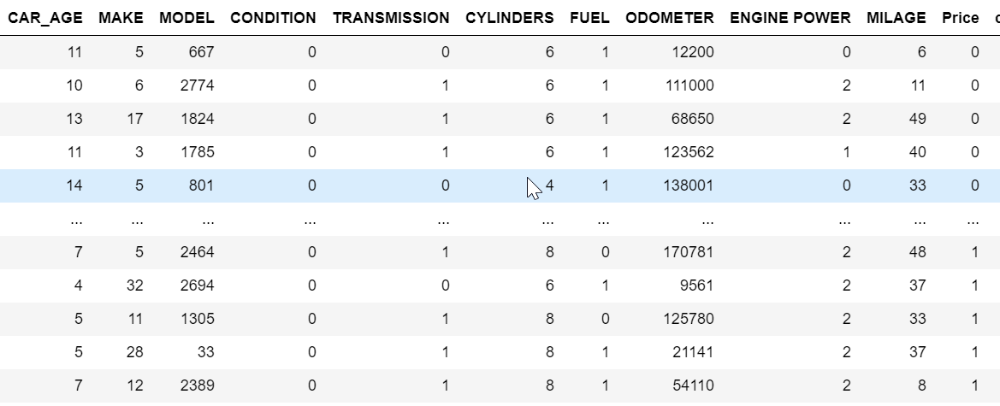 CAR_AGE MAKE MODEL CONDITION TRANSMISSION CYLINDERS FUEL ODOMETER ENGINE POWER MILAGE Price
11 5 667 0 0 6 1 12200 0 6 0
10 6 2774 0 1 6 1 111000 2 11 0
13 17 1824 0 1 6 1 68650 2 49 0
11 3 1785 0 1 6 1 123562 1 40 0
14 5 801 0 0 4 1 138001 0 33 0
... ... ... ... ... ... ... ... ... ... ...
7 5 2464 0 1 8 0 170781 2 48 1
4 32 2694 0 0 6 1 9561 2 37 1
5 11 1305 0 1 8 0 125780 2 33 1
5 28 33 0 1 8 1 21141 2 37 1
7 12 2389 0 1 8 1 54110 2 8 1